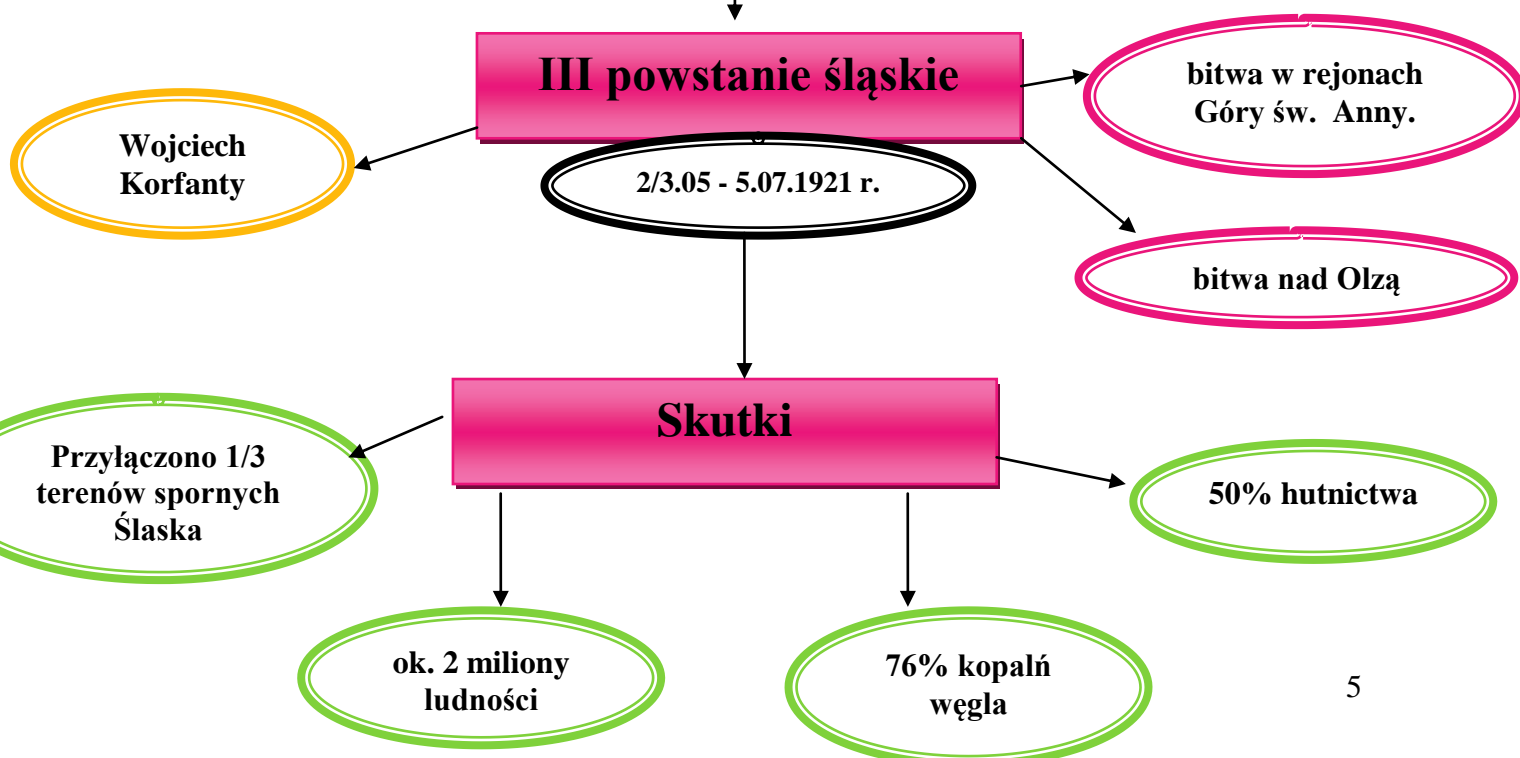 III powstanie śląskie
bitwa w rejonach
Góry św. Anny.
Wojciech
Korfanty
2/3.05 - 5.07.1921 r.
bitwa nad Olzą
Skutki
Przyłączono 1/3
terenów spornych
Ślaska
50% hutnictwa
ok. 2 miliony
ludności
76% kopalń
węgla
5